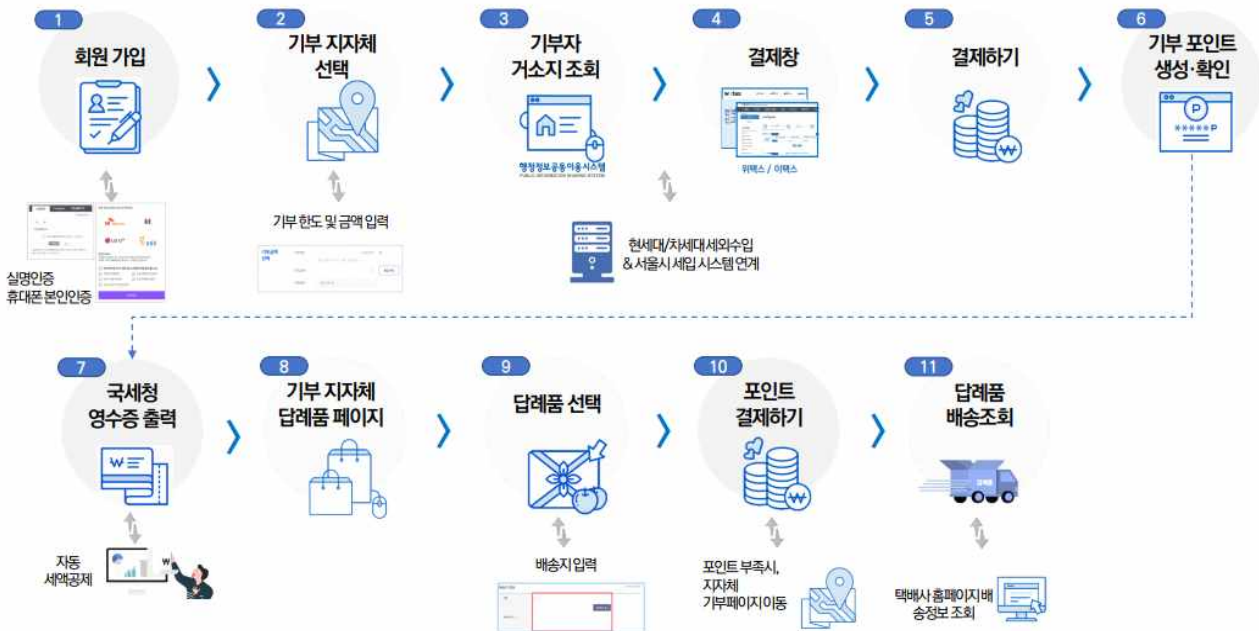 1
회원 가입
2
기부 지자체
선택
3
기부자
거소지 조회
4
결제창
5
결제하기
6
기부 포인트
생성·확인
P
*****P
행정정보공동이용시스템
PUBLIC INFORMATION SHARING SYSTEM
위택스 / 이택스
실명인증
휴대폰 본인인증
기부 한도 및 금액 입력
현세대/차세대 세외수입
& 서울시 세입 시스템 연계
7
국세청
영수증 출력
8
기부 지자체
답례품 페이지
9
답례품 선택
10
포인트
결제하기
11
답례품
배송조회
자동
세액공제
배송지 입력
포인트 부족시,
지자체
기부페이지 이동
택배사 홈페이지 배
송정보 조회